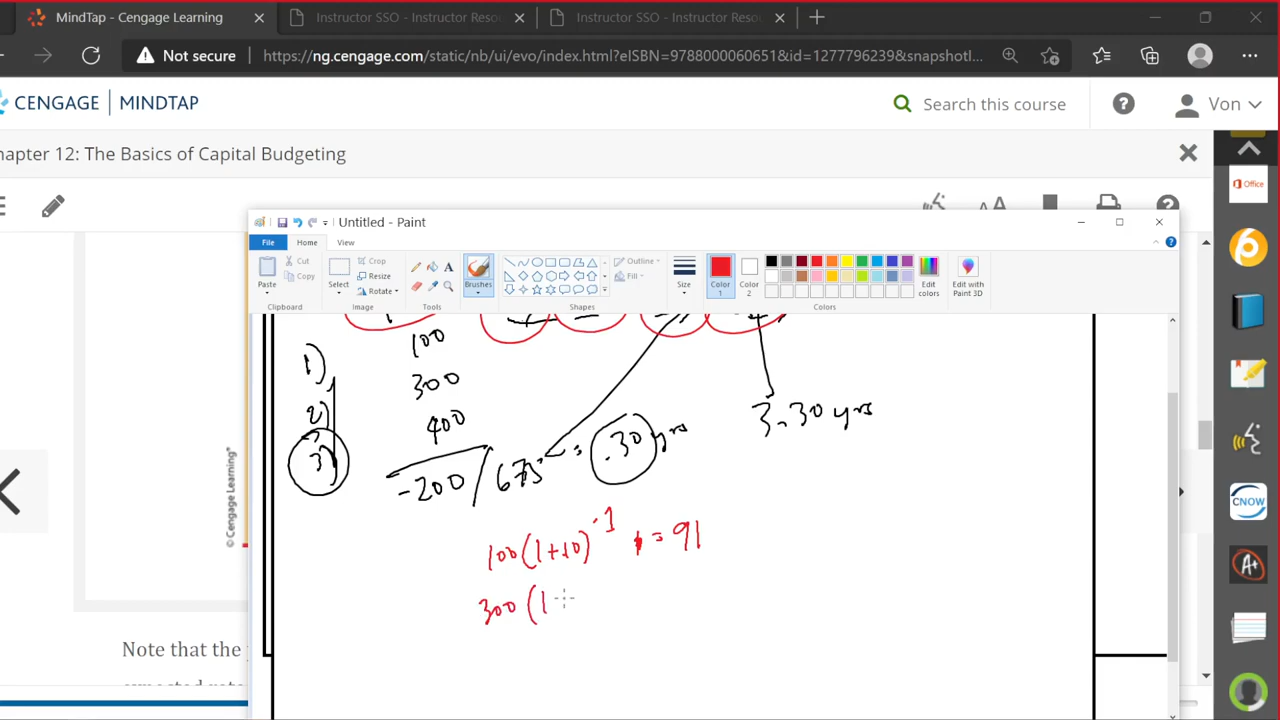 MindTap - Cengage Learning
Instructor SSO - Instructor Reso
Instructor SSO - Instructor Reso
Not secure
https://ng.cengage.com/static/nb/ui/evo/index.html?eISBN=9788000060651&id=1277796239&snapshotI...
CENGAGE MINDTAP
Search this course
Von
hapter 12: The Basics of Capital Budgeting
Office
Untitled - Paint
File Home View
Paste
Cut
Copy
Select
Crop
Resize
Rotate
Brushes
Outline
Fill
Size
Color 1
Color 2
Edit colors
Edit with Paint 3D
Clipboard Image Tools Shapes Colors
1) 100
2) 300
3) 400
-200 / 675 = .30 yrs
3.30 yrs
100(1+.10)-1 = 91
300 (1
© Cengage Learning®
CNOW
A+
Note that the